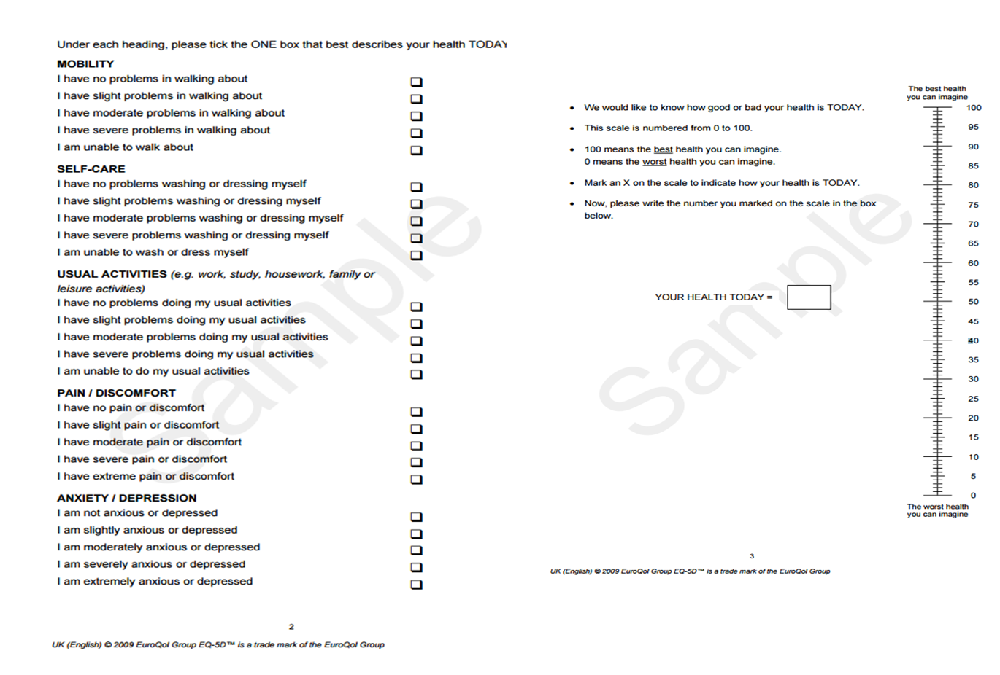 Under each heading, please tick the ONE box that best describes your health TODAY
MOBILITY
I have no problems in walking about
I have slight problems in walking about
I have moderate problems in walking about
I have severe problems in walking about
I am unable to walk about
SELF-CARE
I have no problems washing or dressing myself
I have slight problems washing or dressing myself
I have moderate problems washing or dressing myself
I have severe problems washing or dressing myself
I am unable to wash or dress myself
USUAL ACTIVITIES (e.g. work, study, housework, family or
leisure activities)
I have no problems doing my usual activities
I have slight problems doing my usual activities
I have moderate problems doing my usual activities
I have severe problems doing my usual activities
I am unable to do my usual activities
PAIN / DISCOMFORT
I have no pain or discomfort
I have slight pain or discomfort
I have moderate pain or discomfort
I have severe pain or discomfort
I have extreme pain or discomfort
ANXIETY / DEPRESSION
I am not anxious or depressed
I am slightly anxious or depressed
I am moderately anxious or depressed
I am severely anxious or depressed
I am extremely anxious or depressed
2
UK (English) © 2009 EuroQol Group EQ-5D™ is a trade mark of the EuroQol Group
Sample
• We would like to know how good or bad your health is TODAY.
• This scale is numbered from 0 to 100.
• 100 means the best health you can imagine.
0 means the worst health you can imagine.
• Mark an X on the scale to indicate how your health is TODAY.
• Now, please write the number you marked on the scale in the box
below.
YOUR HEALTH TODAY =
The best health
you can imagine
100
95
90
85
80
75
70
65
60
55
50
45
40
35
30
25
20
15
10
5
0
The worst health
you can imagine
3
UK (English) © 2009 EuroQol Group EQ-5D™ is a trade mark of the EuroQol Group
Sample